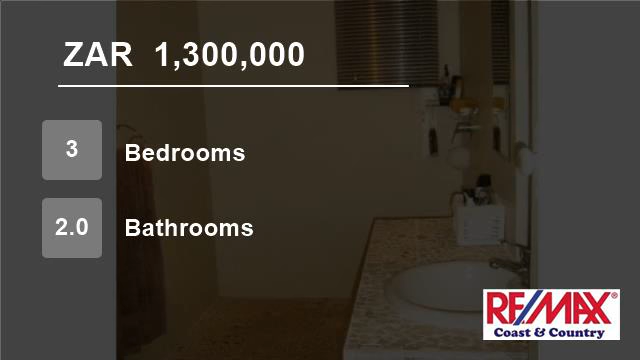 ZAR 1,300,000
3 Bedrooms
2.0 Bathrooms
RE/MAX®
Coast & Country